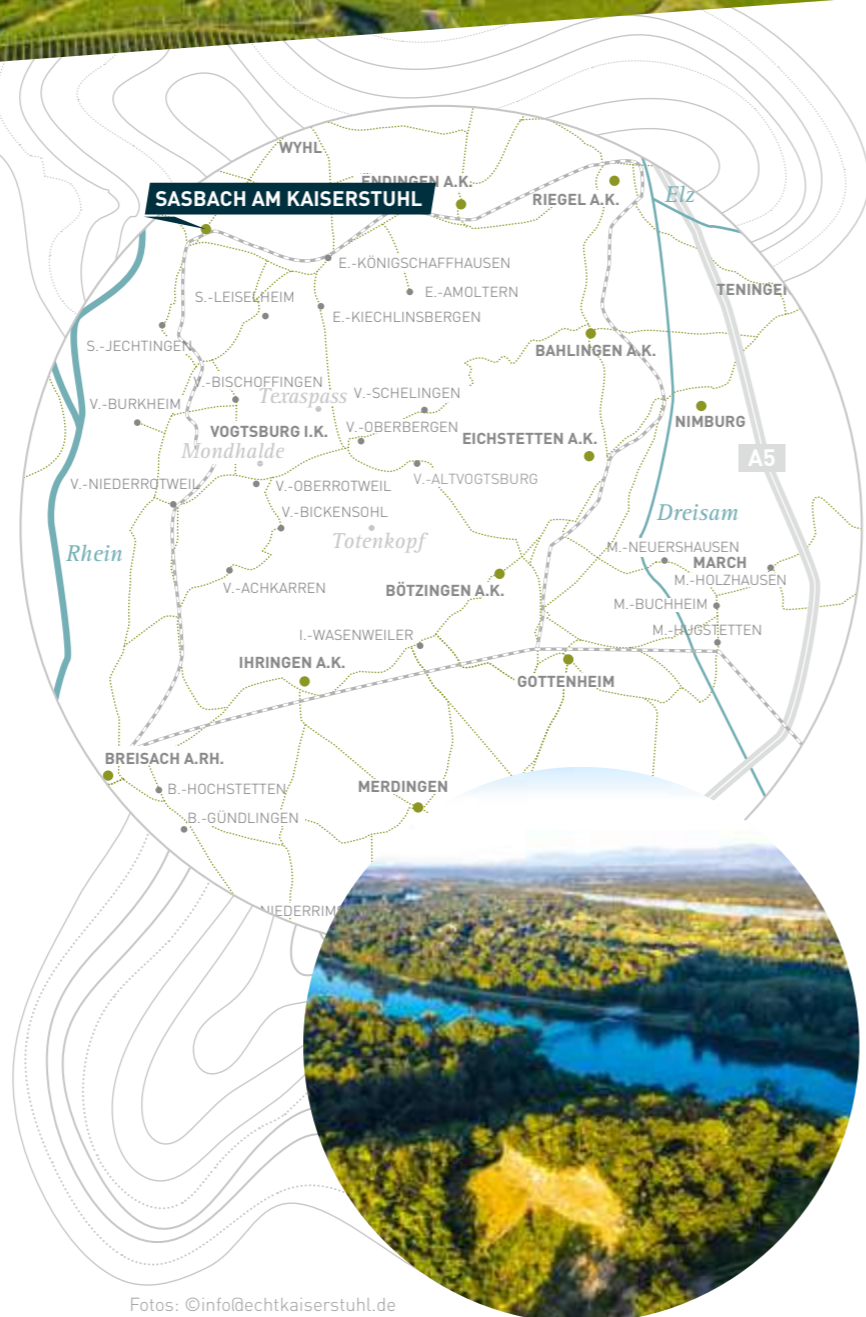 WYHL
ENDINGEN A.K.
SASBACH AM KAISERSTUHL
RIEGEL A.K.
Elz
E.-KÖNIGSCHAFFHAUSEN
S.-LEISELHEIM
E.-AMOLTERN
TENINGEN
E.-KIECHLINSBERGEN
S.-JECHTINGEN
BAHLINGEN A.K.
V.-BISCHOFFINGEN
Texaspass
V.-SCHELINGEN
V.-BURKHEIM
NIMBURG
VOGTSBURG I.K.
V.-OBERBERGEN
EICHSTETTEN A.K.
Mondhalde
A5
V.-NIEDERROTWEIL
V.-OBERROTWEIL
V.-ALTVOGTSBURG
V.-BICKENSOHL
Dreisam
Totenkopf
Rhein
M.-NEUERSHAUSEN
MARCH
M.-HOLZHAUSEN
V.-ACHKARREN
BÖTZINGEN A.K.
M.-BUCHHEIM
I.-WASENWEILER
M.-HUGSTETTEN
IHRINGEN A.K.
GOTTENHEIM
BREISACH A.RH.
B.-HOCHSTETTEN
MERDINGEN
B.-GÜNDLINGEN
Fotos: ©info@echtkaiserstuhl.de